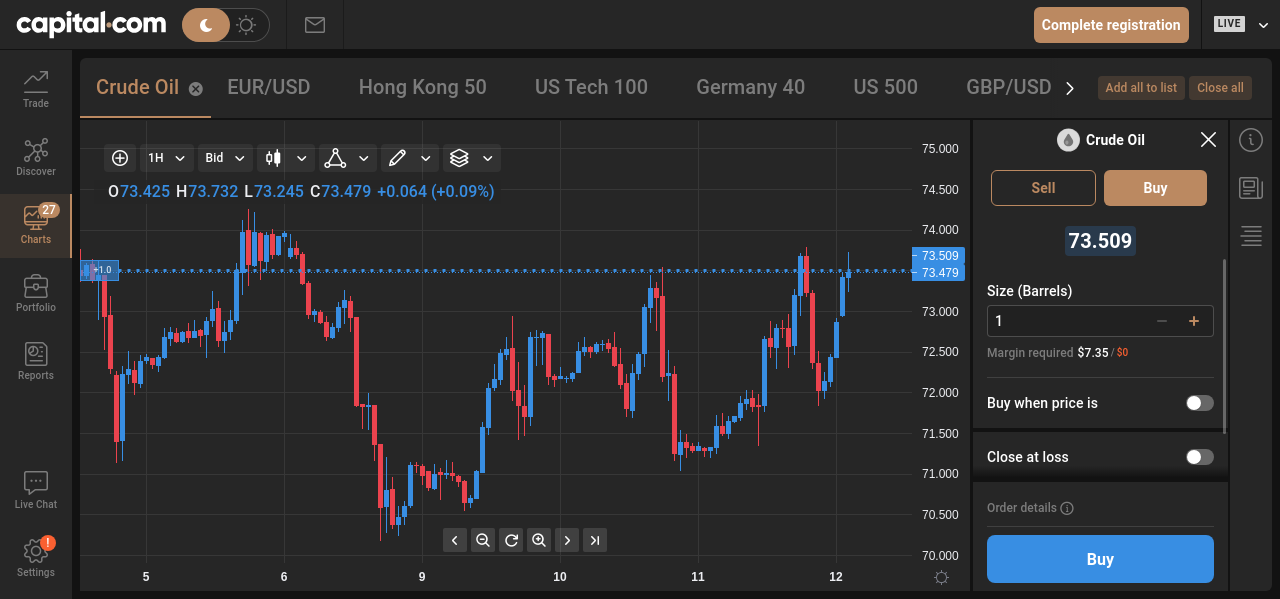 capital.com
Complete registration
LIVE
Trade
Discover
27
Charts
Portfolio
Reports
Live Chat
!
Settings
Crude Oil EUR/USD Hong Kong 50 US Tech 100 Germany 40 US 500 GBP/USD
Add all to list
Close all
1H
Bid
O73.425 H73.732 L73.245 C73.479 +0.064 (+0.09%)
+1.0
75.000
74.500
74.000
73.509
73.479
73.000
72.500
72.000
71.500
71.000
70.500
70.000
5 6 9 10 11 12
Crude Oil
Sell
Buy
73.509
Size (Barrels)
1
Margin required $7.35 / $0
Buy when price is
Close at loss
Order details
Buy